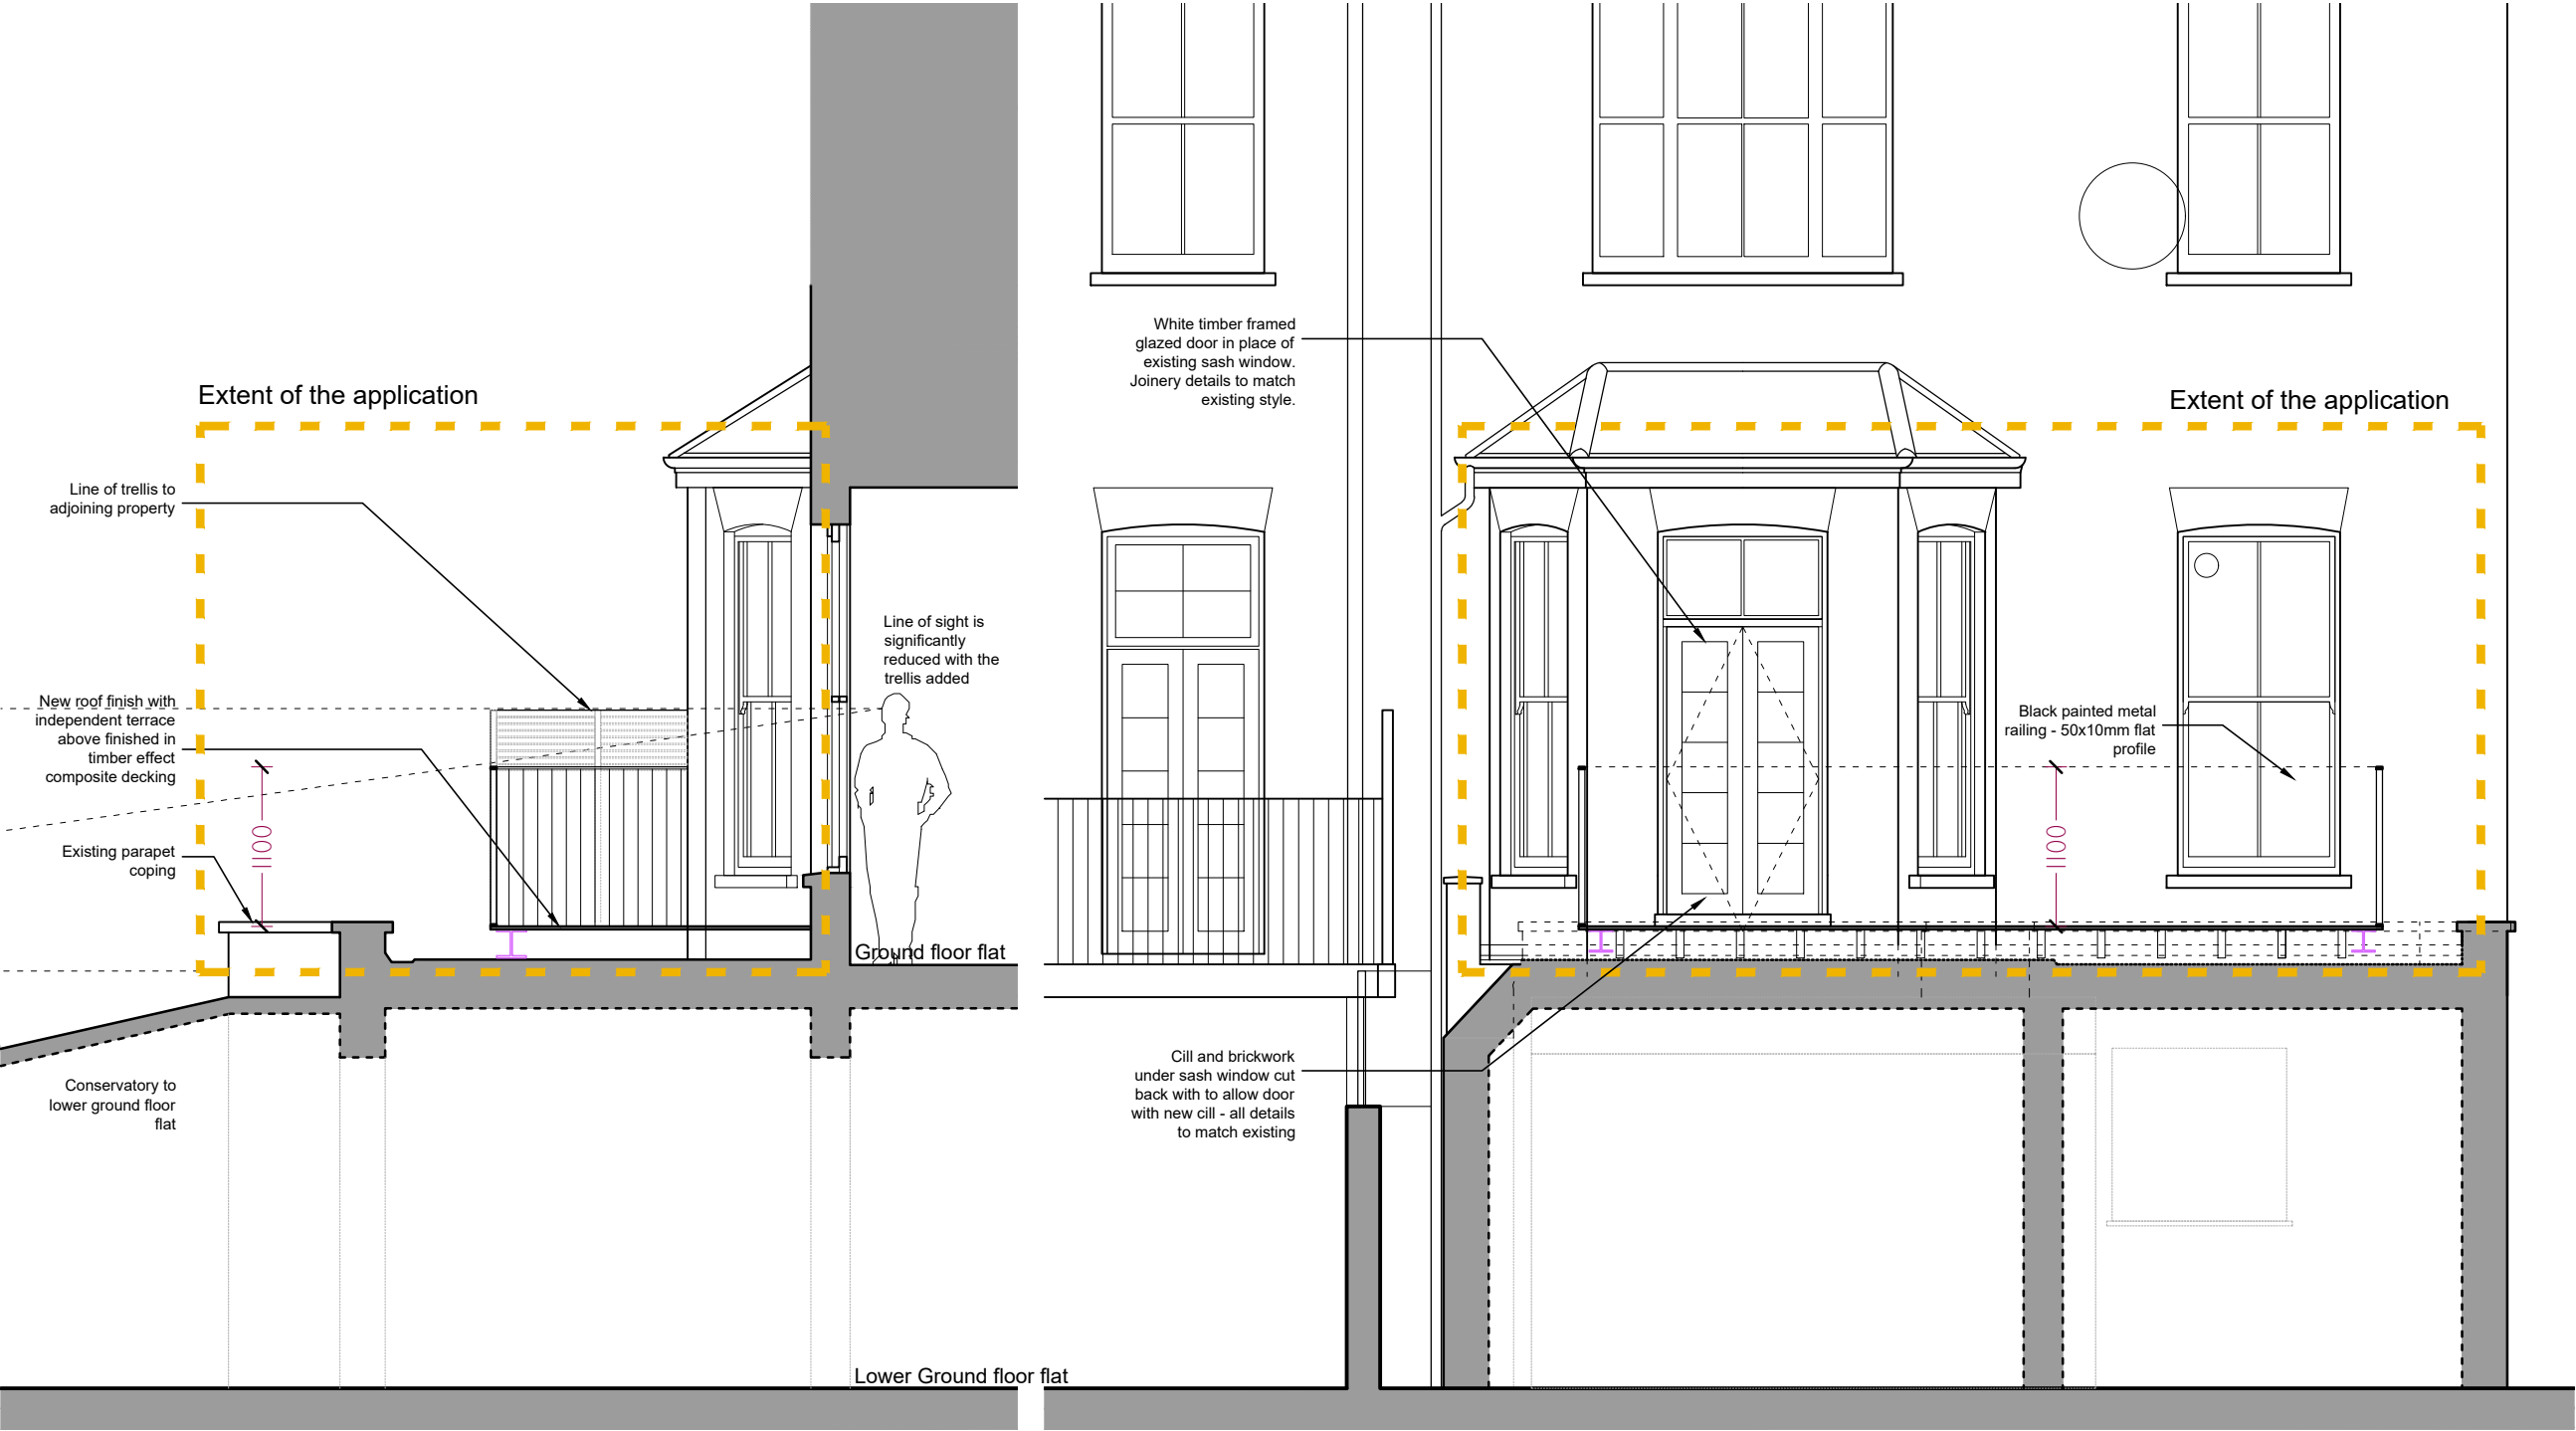 Extent of the application
Line of trellis to
adjoining property
Line of sight is
significantly
reduced with the
trellis added
New roof finish with
independent terrace
above finished in
timber effect
composite decking
1100
Existing parapet
coping
Ground floor flat
Conservatory to
lower ground floor
flat
Lower Ground floor flat
White timber framed
glazed door in place of
existing sash window.
Joinery details to match
existing style.
Extent of the application
Black painted metal
railing - 50x10mm flat
profile
1100
Cill and brickwork
under sash window cut
back with to allow door
with new cill - all details
to match existing